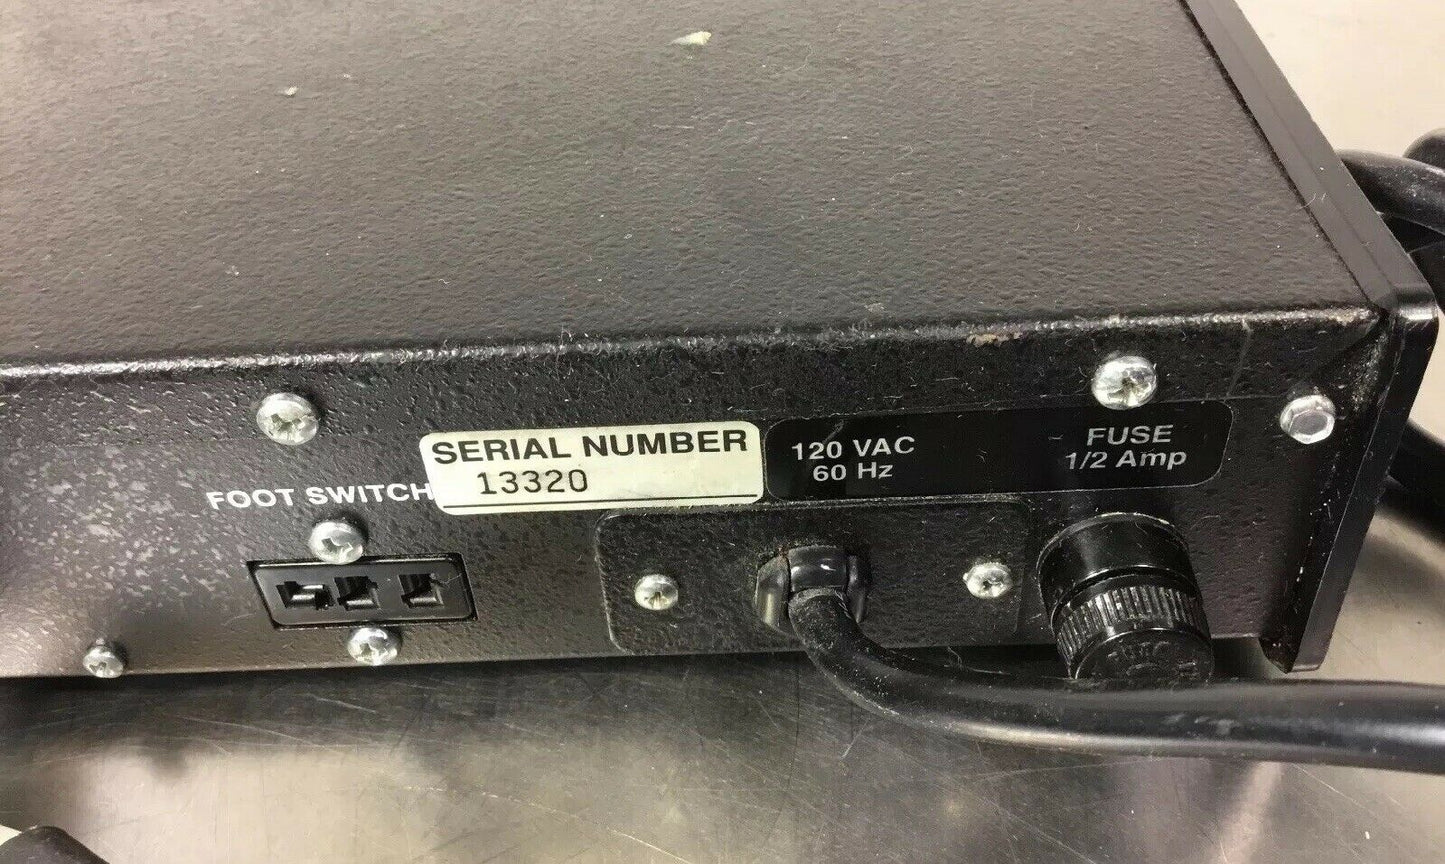 SERIAL NUMBER
13320
FOOT SWITCH
120 VAC
60 Hz
FUSE
1/2 Amp